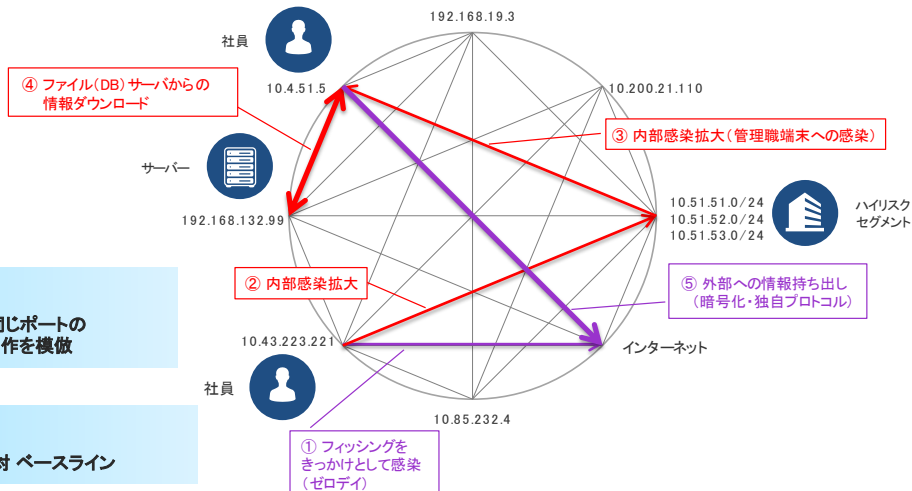 192.168.19.3
社員
④ ファイル(DB)サーバからの
情報ダウンロード
10.4.51.5
10.200.21.110
③ 内部感染拡大(管理職端末への感染)
サーバー
192.168.132.99
10.51.51.0/24
10.51.52.0/24
10.51.53.0/24
ハイリスク
セグメント
② 内部感染拡大
⑤ 外部への情報持ち出し
(暗号化・独自プロトコル)
同じポートの
作を模倣
10.43.223.221
インターネット
社員
10.85.232.4
① フィッシングを
きっかけとして感染
(ゼロデイ)
対 ベースライン